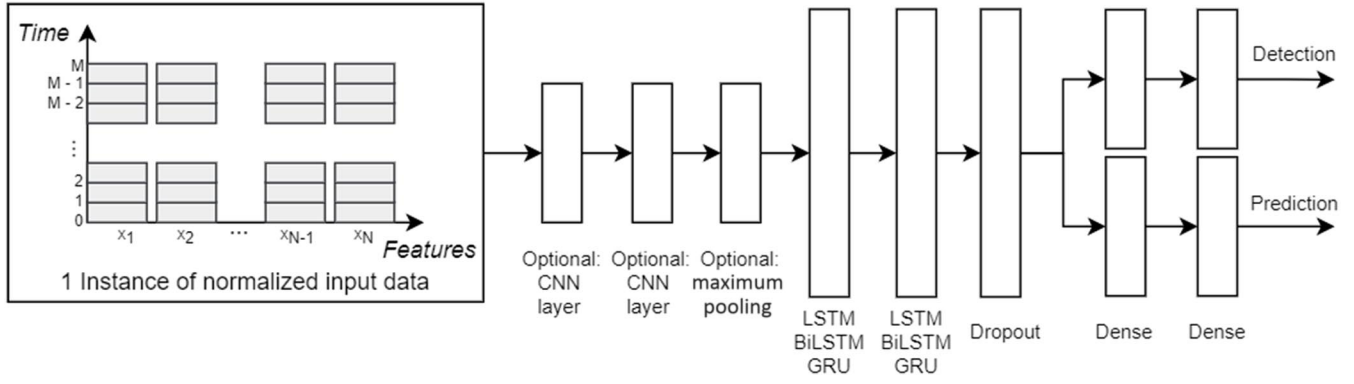 Time
M
M - 1
M - 2
⋮
2
1
0
x1 x2 ... xN-1 xN
Features
1 Instance of normalized input data
Optional:
CNN
layer
Optional:
CNN
layer
Optional:
maximum
pooling
LSTM
BiLSTM
GRU
LSTM
BiLSTM
GRU
Dropout
Dense
Dense
Detection
Prediction